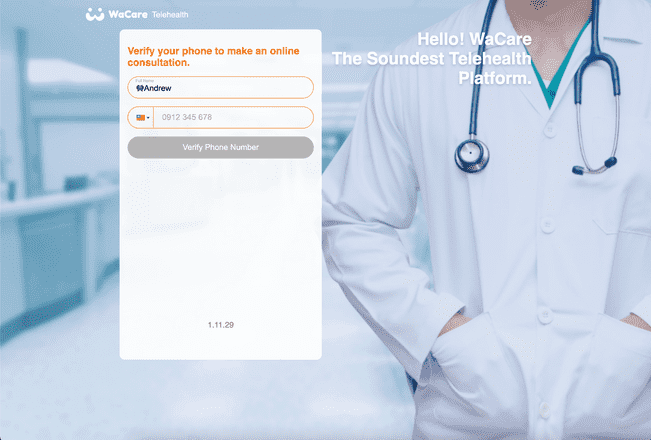 WaCare Telehealth
Hello! WaCare
The Soundest Telehealth
Platform.
Verify your phone to make an online
consultation.
Full Name
Andrew
0912 345 678
Verify Phone Number
1.11.29